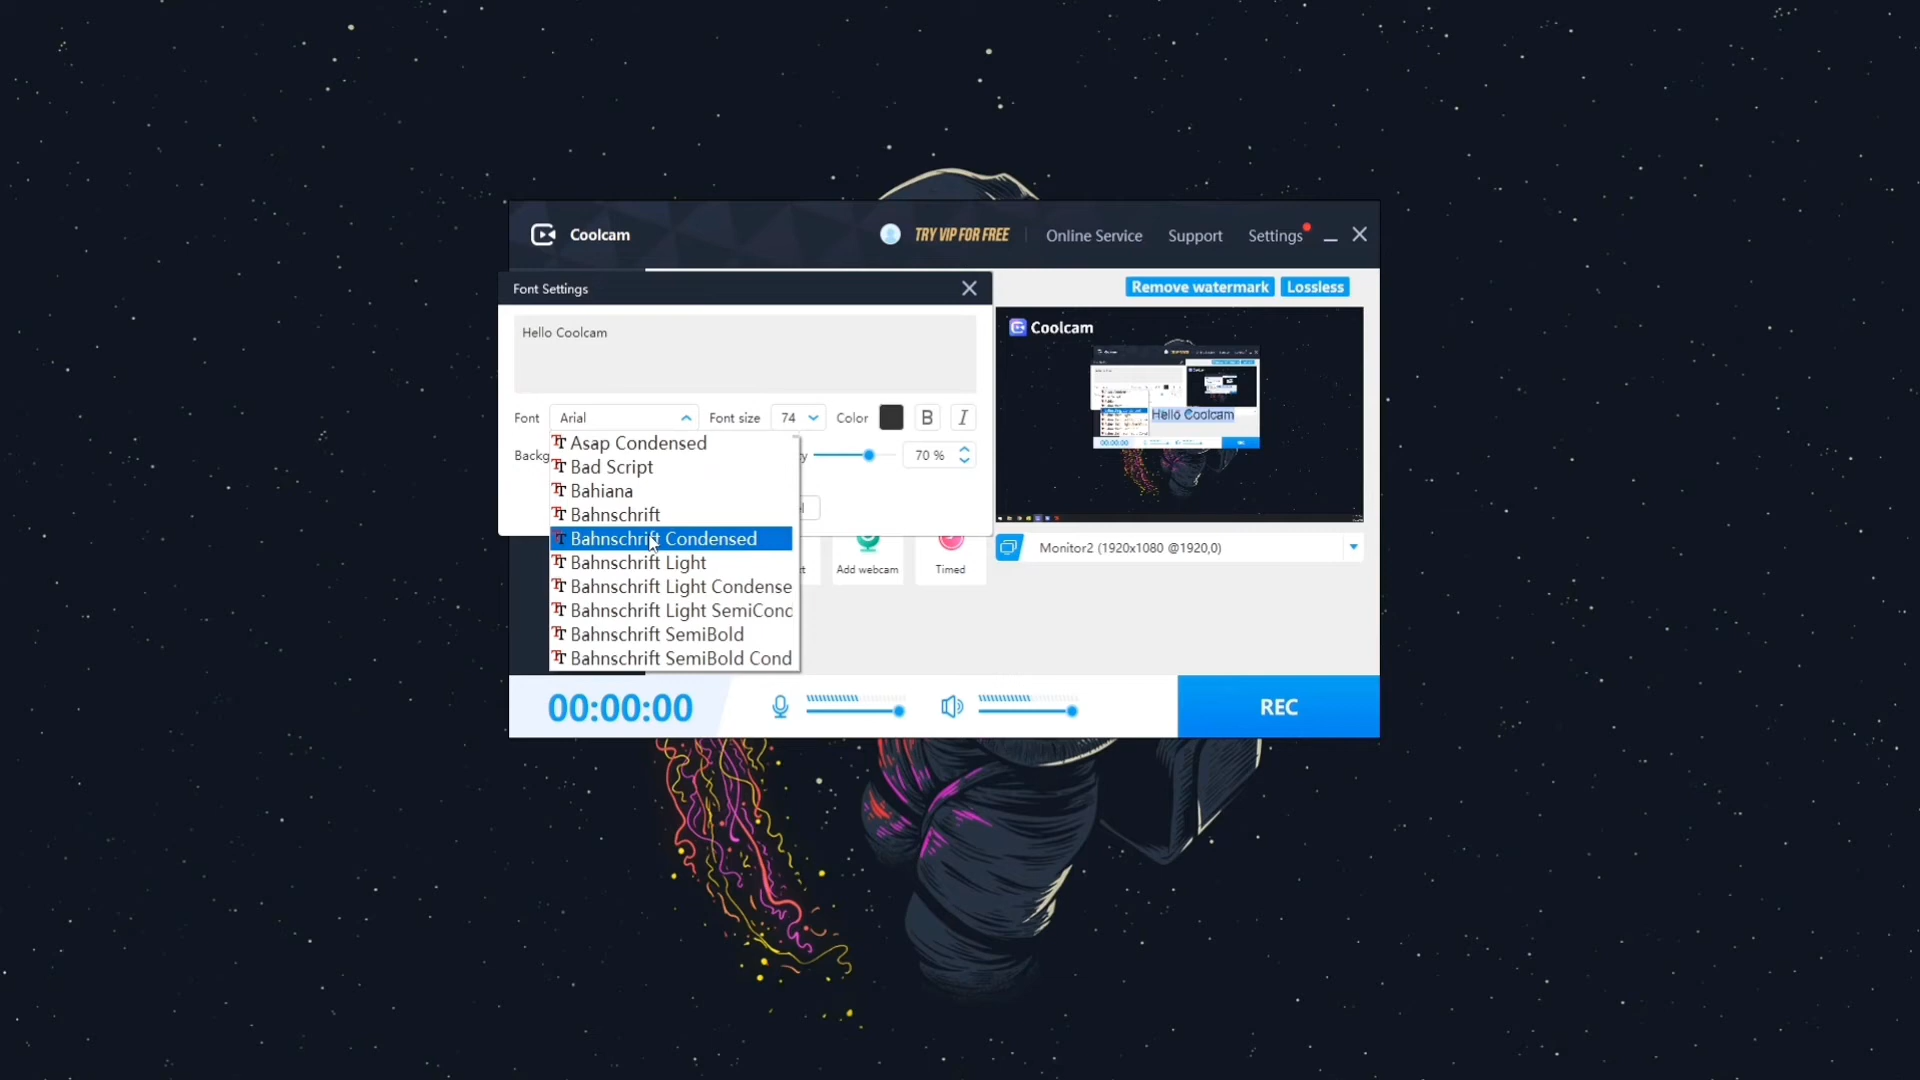 Coolcam
TRY VIP FOR FREE
Online Service
Support
Settings
Font Settings
Remove watermark
Lossless
Hello Coolcam
Coolcam
Hello Coolcam
Font
Arial
Font size
74
Color
B
I
Backg
y
70 %
Asap Condensed
Bad Script
Bahiana
Bahnschrift
Bahnschrift Condensed
Bahnschrift Light
Bahnschrift Light Condense
Bahnschrift Light SemiCond
Bahnschrift SemiBold
Bahnschrift SemiBold Cond
el
t
Add webcam
Timed
Monitor2 (1920x1080 @1920,0)
00:00:00
REC